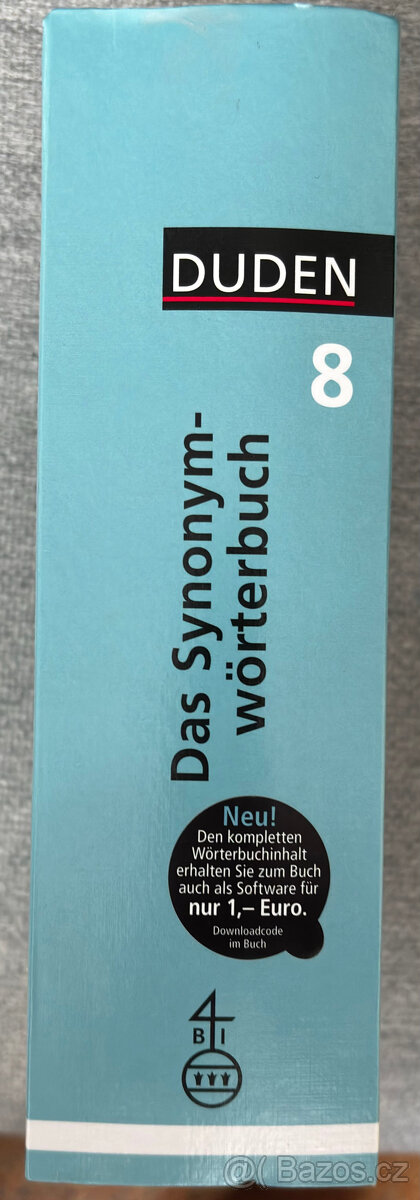 DUDEN
8
Das Synonym-
wörterbuch
Neu!
Den kompletten
Wörterbuchinhalt
erhalten Sie zum Buch
auch als Software für
nur 1,– Euro.
Downloadcode
im Buch
B I
Bazos.cz